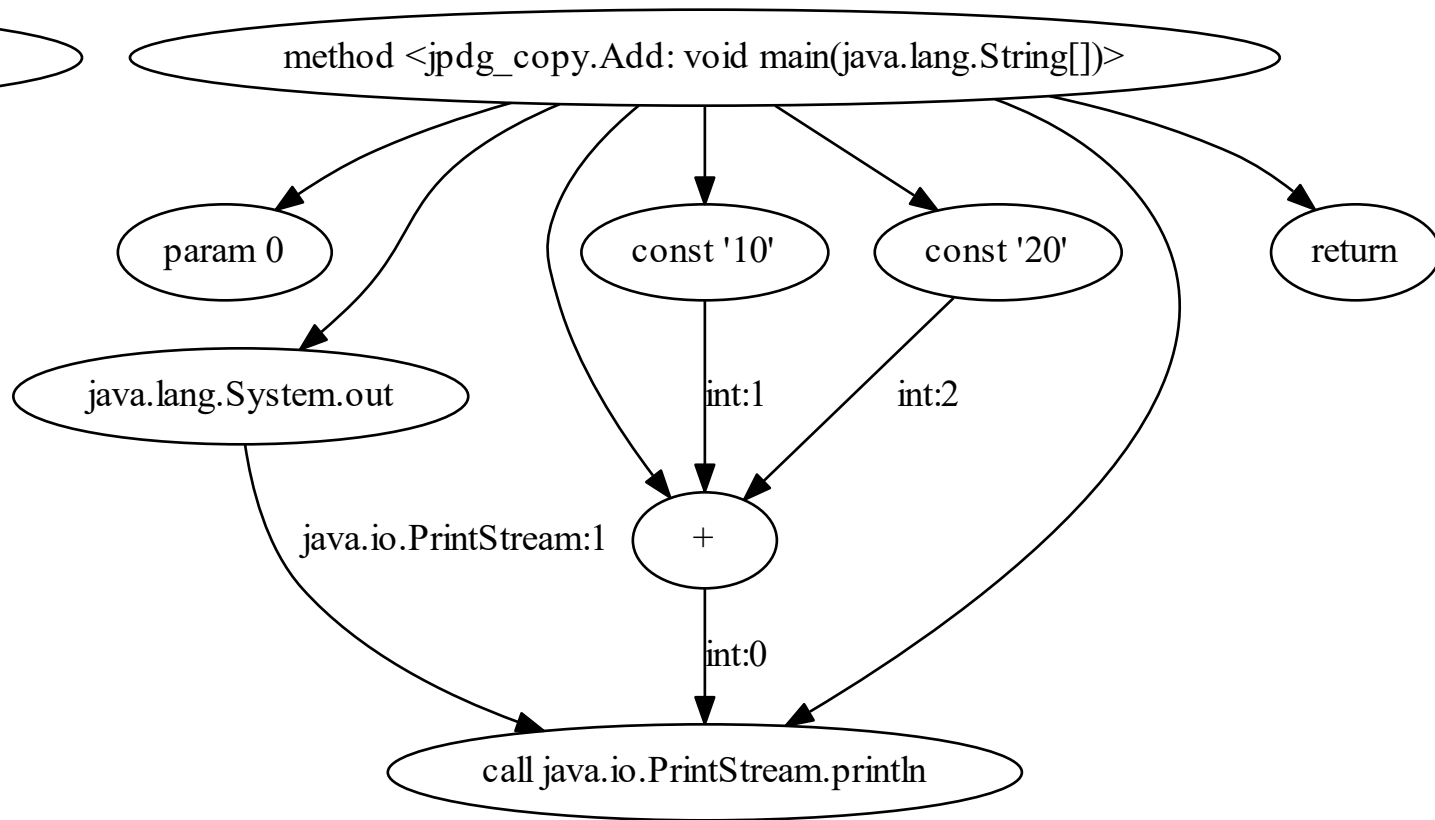 method <jpdg_copy.Add: void main(java.lang.String[])>
param 0
const '10'
const '20'
return
java.lang.System.out
int:1
int:2
java.io.PrintStream:1
+
int:0
call java.io.PrintStream.println